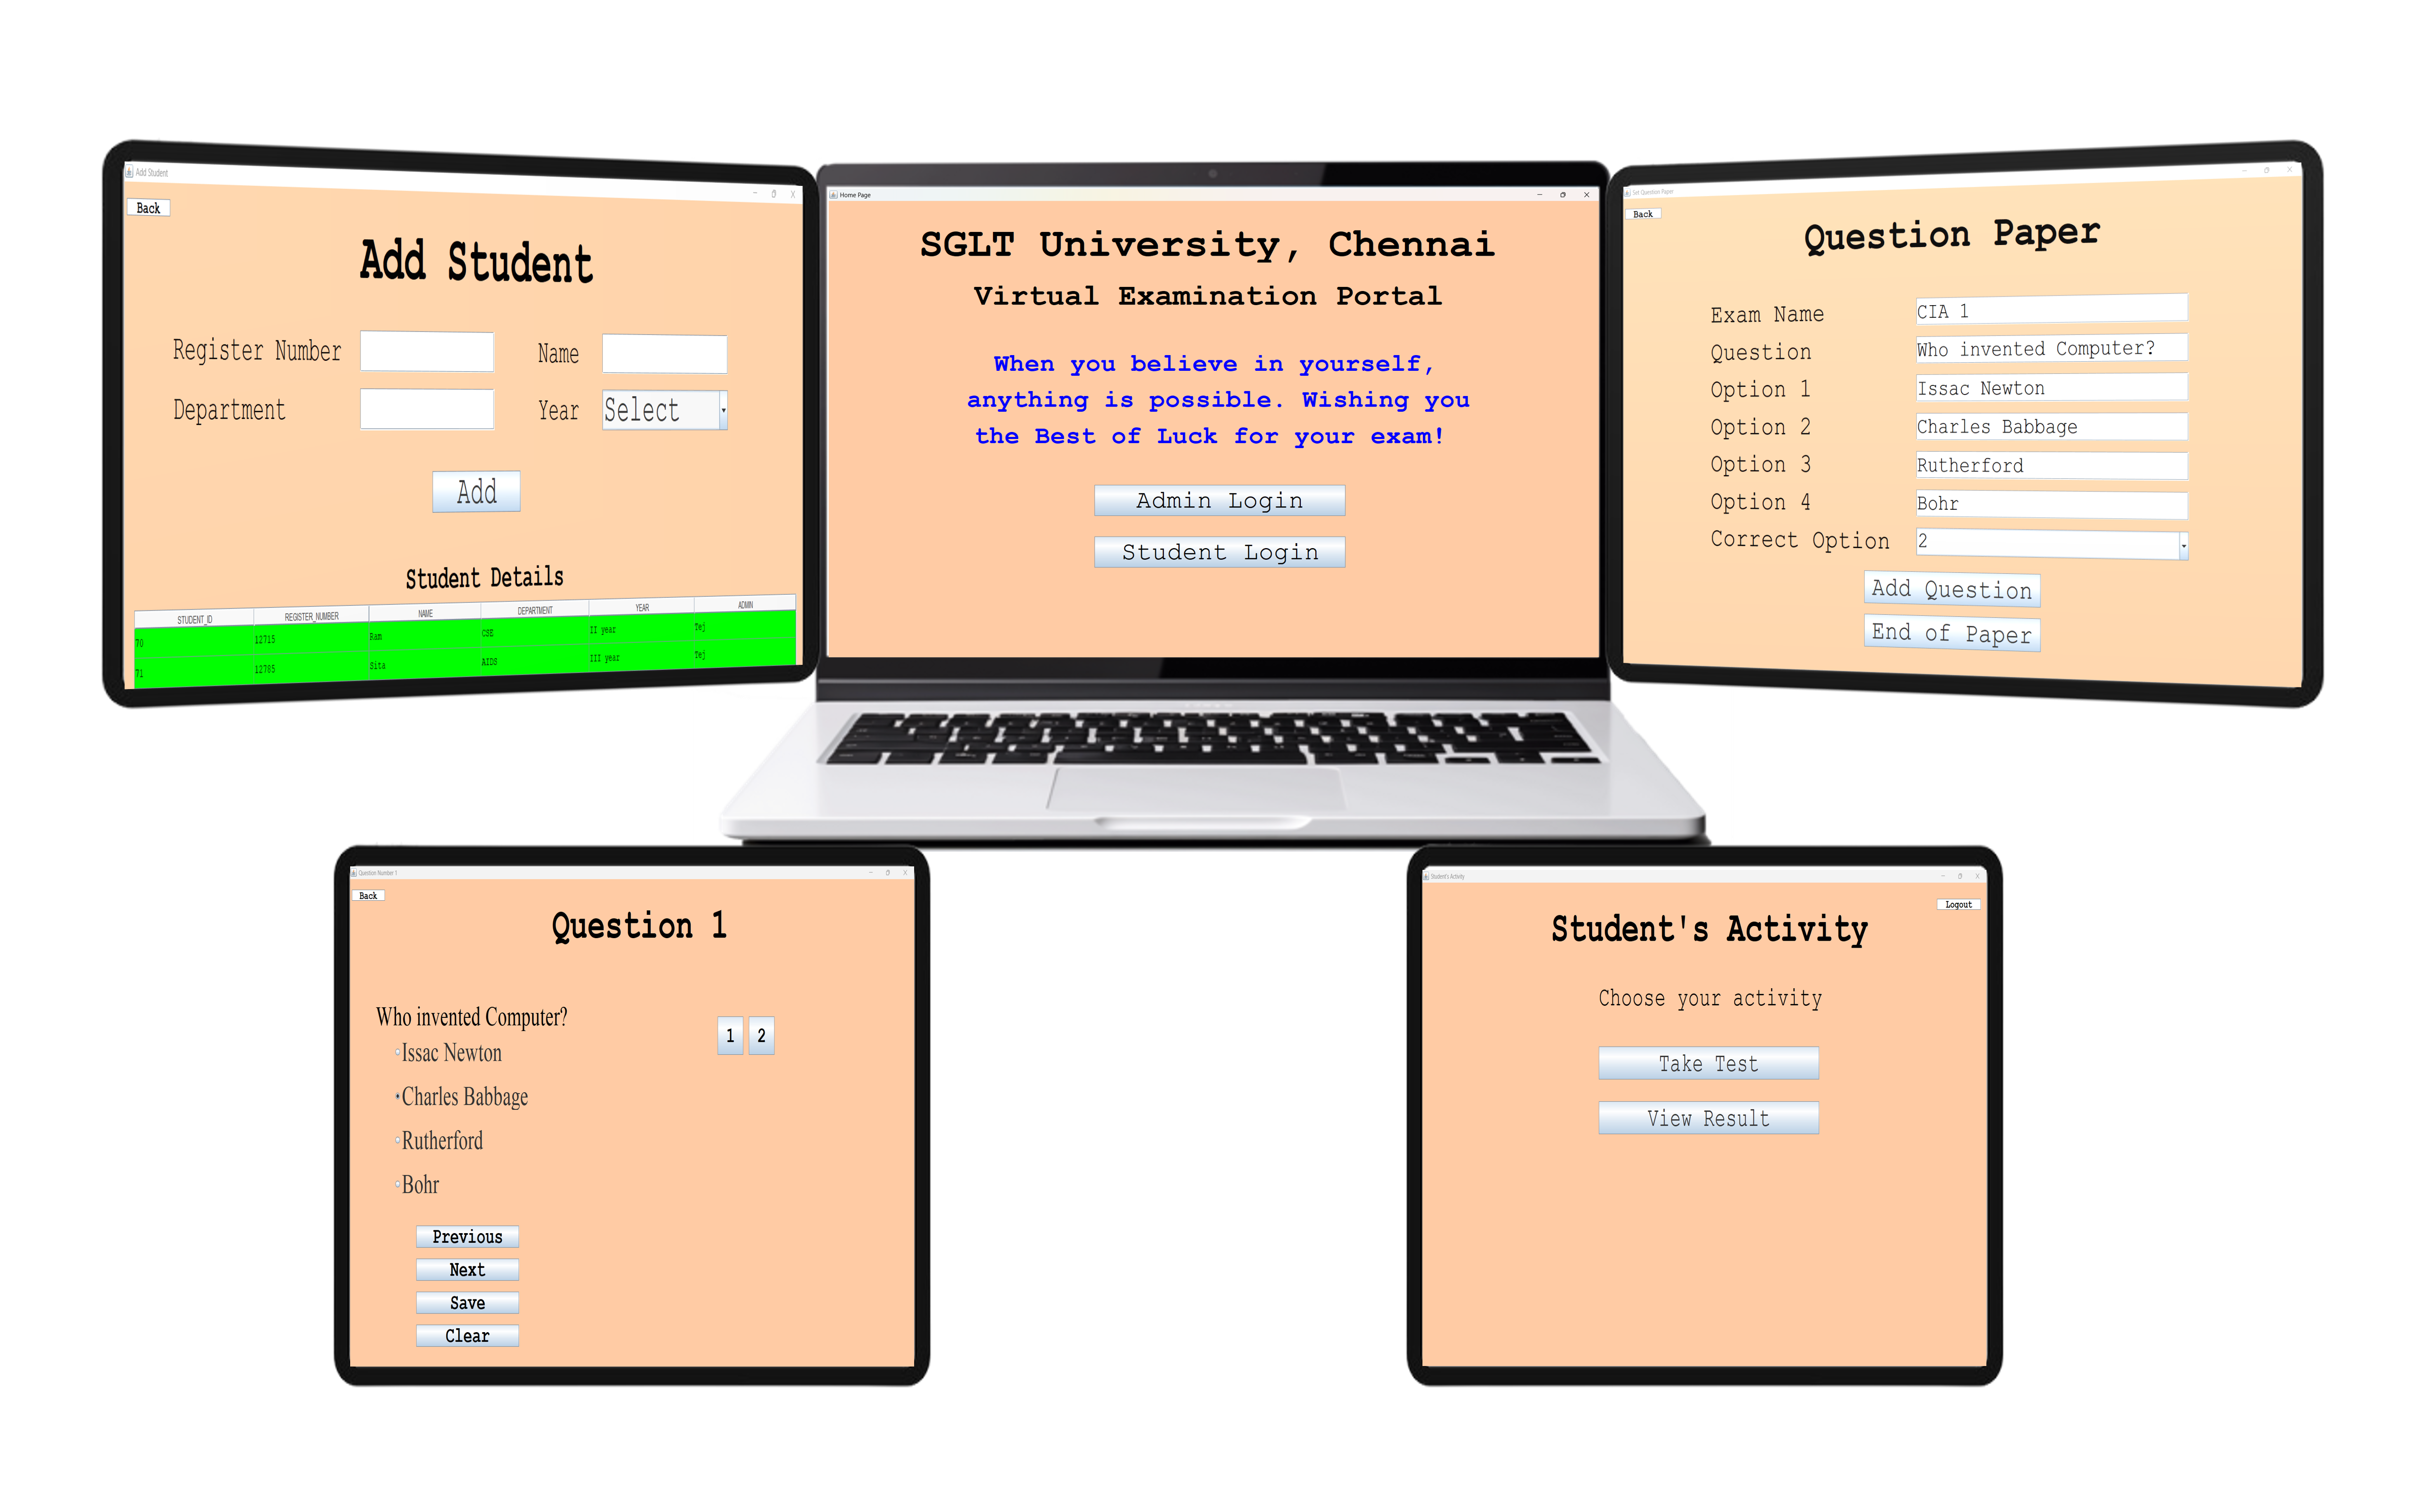 Add Student
Back
Add Student
Register Number
Name
Department
Year
Select
Add
Student Details
STUDENT_ID REGISTER_NUMBER NAME DEPARTMENT YEAR ADMIN
70 12715 Ram CSE II year Tej
71 12785 Sita AIDS III year Tej
Home Page
SGLT University, Chennai
Virtual Examination Portal
When you believe in yourself,
anything is possible. Wishing you
the Best of Luck for your exam!
Admin Login
Student Login
Set Question Paper
Back
Question Paper
Exam Name CIA 1
Question Who invented Computer?
Option 1 Issac Newton
Option 2 Charles Babbage
Option 3 Rutherford
Option 4 Bohr
Correct Option 2
Add Question
End of Paper
Question Number 1
Back
Question 1
Who invented Computer?
Issac Newton
Charles Babbage
Rutherford
Bohr
1 2
Previous
Next
Save
Clear
Student's Activity
Logout
Student's Activity
Choose your activity
Take Test
View Result